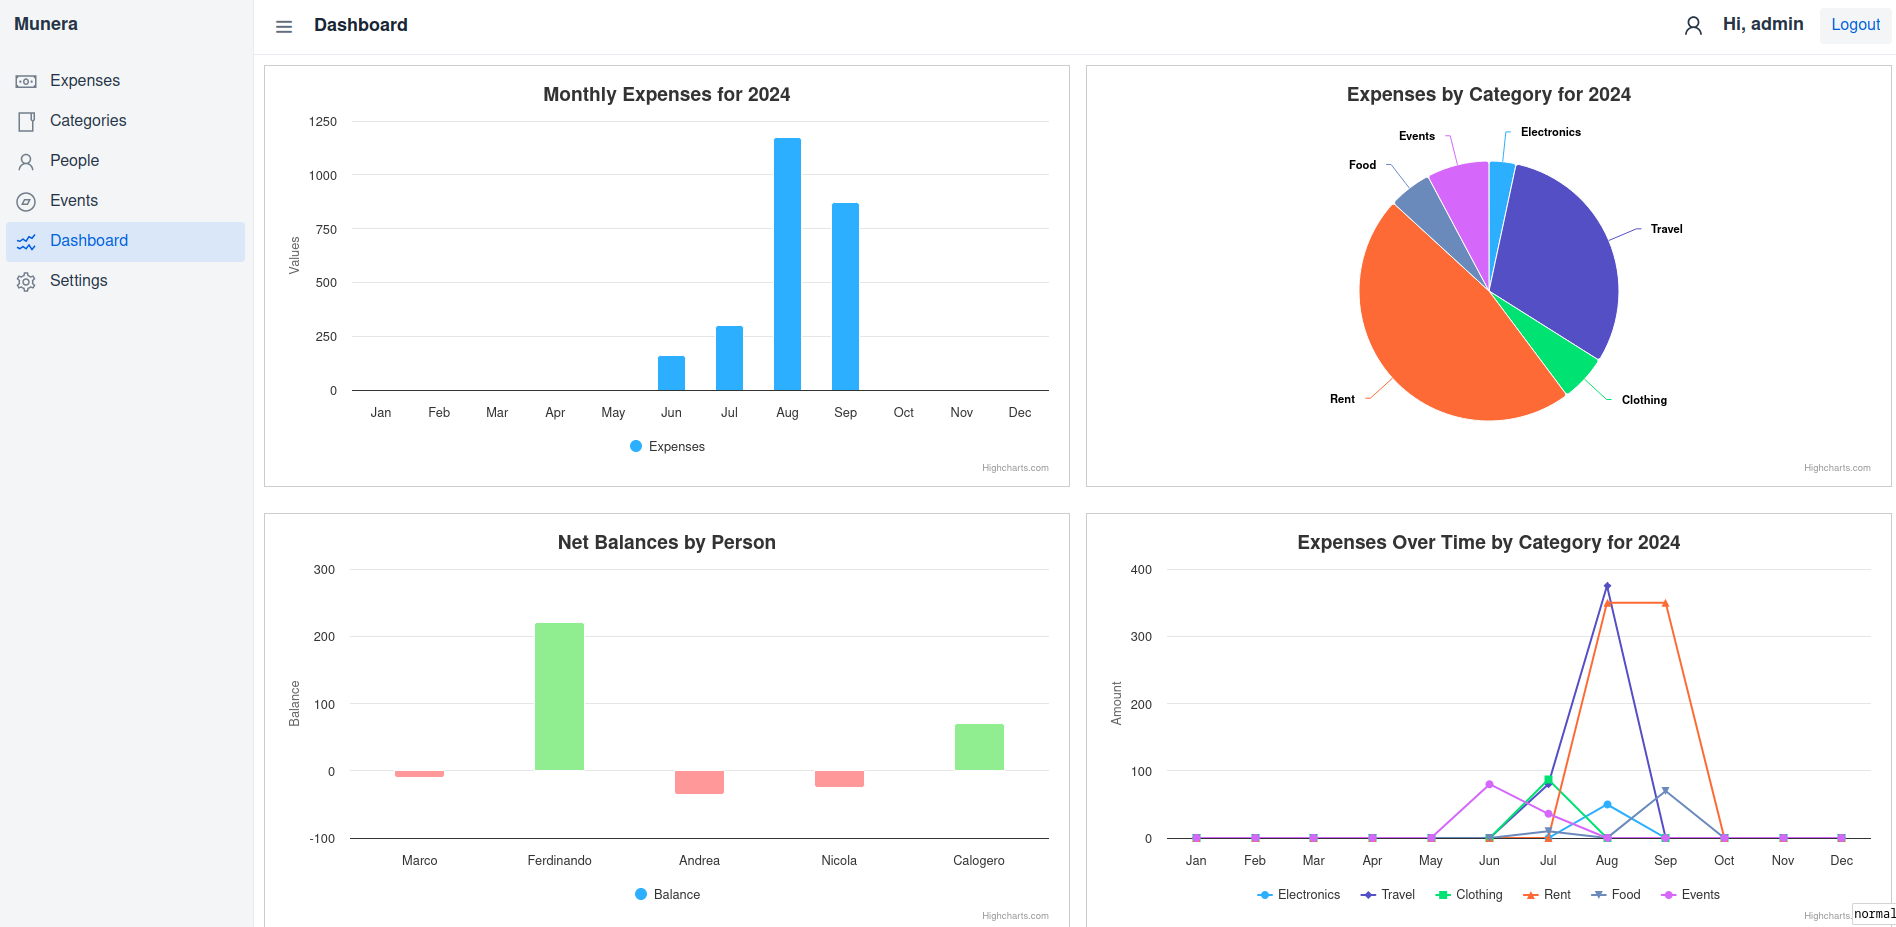 Munera
Expenses
Categories
People
Events
Dashboard
Settings
Dashboard
Hi, admin
Logout
Monthly Expenses for 2024
Values
1250
1000
750
500
250
0
Jan Feb Mar Apr May Jun Jul Aug Sep Oct Nov Dec
Expenses
Highcharts.com
Expenses by Category for 2024
Electronics
Events
Food
Travel
Rent
Clothing
Highcharts.com
Net Balances by Person
Balance
300
200
100
0
-100
Marco Ferdinando Andrea Nicola Calogero
Balance
Highcharts.com
Expenses Over Time by Category for 2024
Amount
400
300
200
100
0
Jan Feb Mar Apr May Jun Jul Aug Sep Oct Nov Dec
Electronics Travel Clothing Rent Food Events
Highcharts.
normal